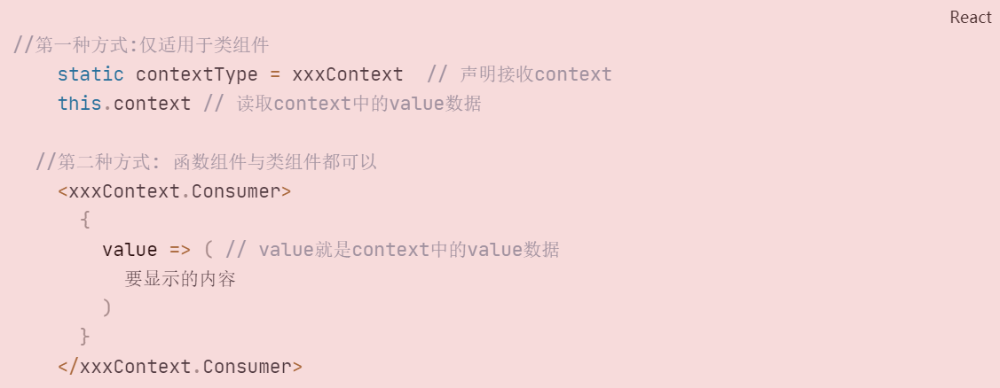 React
//第一种方式:仅适用于类组件
static contextType = xxxContext // 声明接收context
this.context // 读取context中的value数据
//第二种方式: 函数组件与类组件都可以
<xxxContext.Consumer>
{
value => ( // value就是context中的value数据
要显示的内容
)
}
</xxxContext.Consumer>